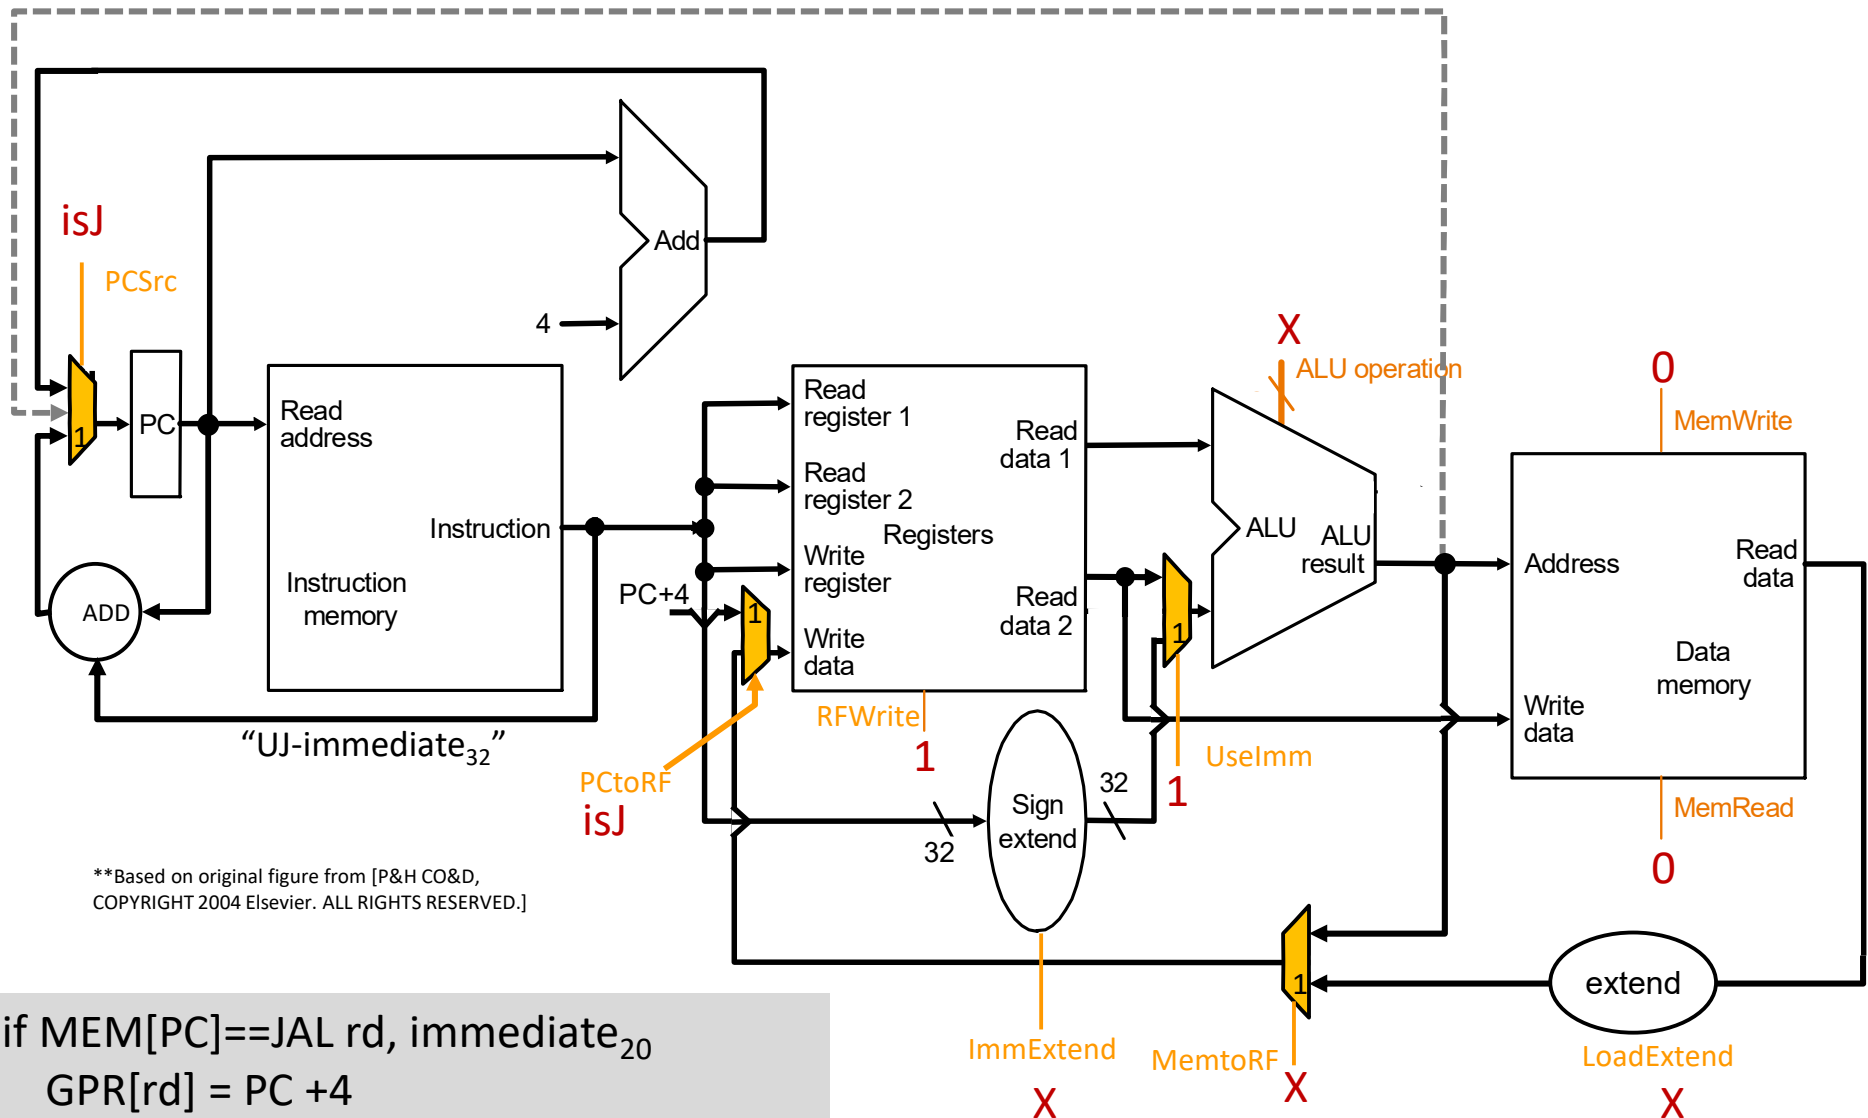 isJ
PCSrc
Add
4
X
ALU operation
0
MemWrite
1
PC
Read
address
Instruction
Instruction
memory
ADD
"UJ-immediate32"
Read
register 1
Read
register 2
Write
register
Write
data
Registers
Read
data 1
Read
data 2
PC+4
1
PCtoRF
isJ
RFWrite
1
1
UseImm
1
ALU
ALU
result
Address
Read
data
Data
memory
Write
data
MemRead
0
32
Sign
extend
32
ImmExtend
X
1
MemtoRF
X
extend
LoadExtend
X
**Based on original figure from [P&H CO&D,
COPYRIGHT 2004 Elsevier. ALL RIGHTS RESERVED.]
if MEM[PC]==JAL rd, immediate20
GPR[rd] = PC +4